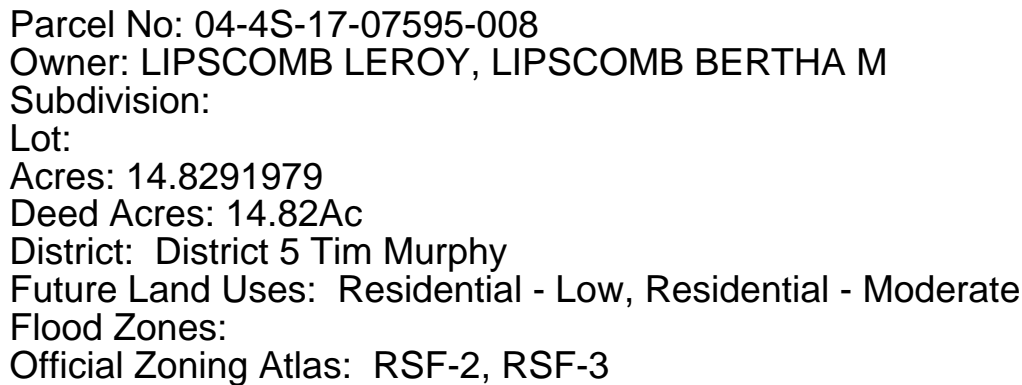 Parcel No: 04-4S-17-07595-008
Owner: LIPSCOMB LEROY, LIPSCOMB BERTHA M
Subdivision:
Lot:
Acres: 14.8291979
Deed Acres: 14.82Ac
District:  District 5 Tim Murphy
Future Land Uses:  Residential - Low, Residential - Moderate
Flood Zones:
Official Zoning Atlas:  RSF-2, RSF-3